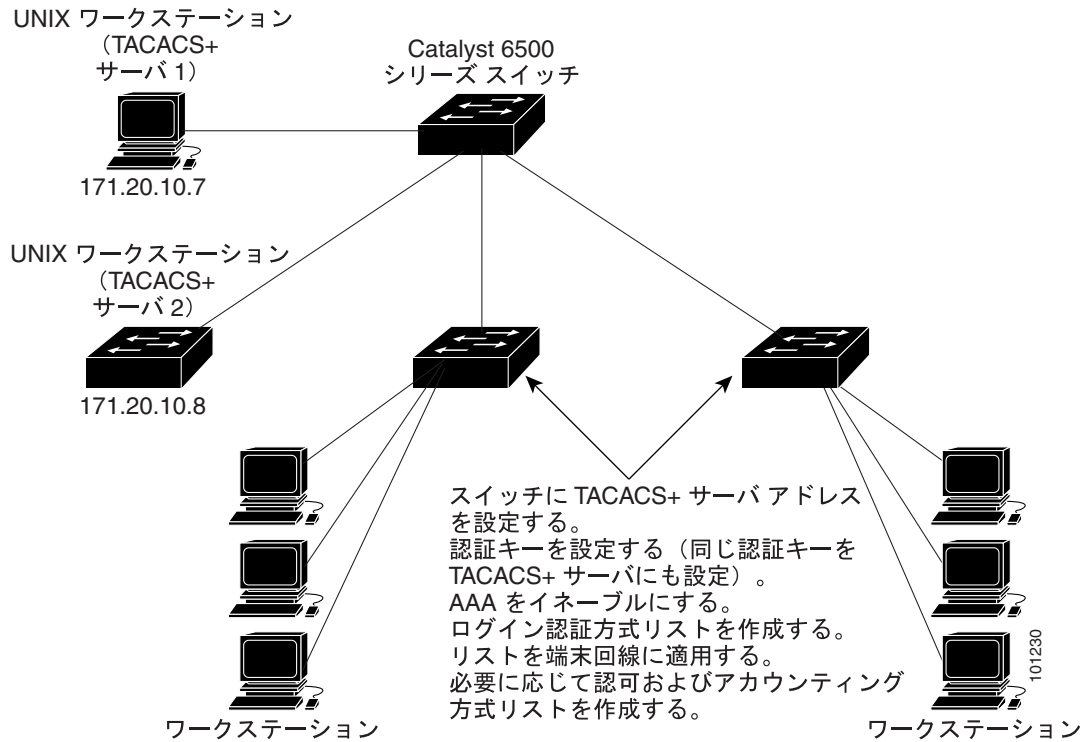 UNIX ワークステーション
（TACACS+
サーバ 1）
171.20.10.7
Catalyst 6500
シリーズ スイッチ
UNIX ワークステーション
（TACACS+
サーバ 2）
171.20.10.8
スイッチに TACACS+ サーバ アドレス
を設定する。
認証キーを設定する（同じ認証キーを
TACACS+ サーバにも設定）。
AAA をイネーブルにする。
ログイン認証方式リストを作成する。
リストを端末回線に適用する。
必要に応じて認可およびアカウンティング
方式リストを作成する。
ワークステーション
ワークステーション
101230